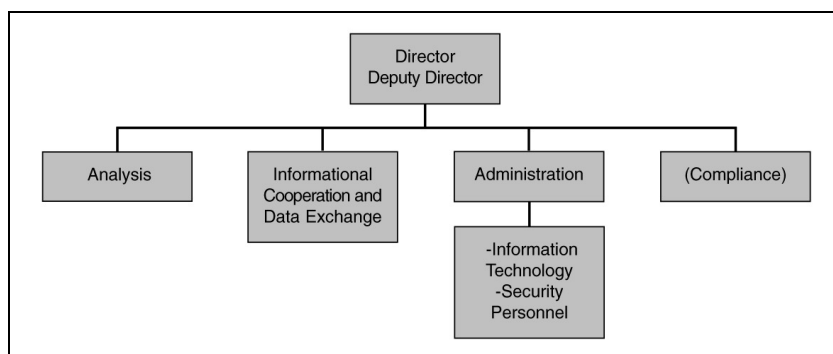 Director
Deputy Director
Analysis
Informational
Cooperation and
Data Exchange
Administration
(Compliance)
-Information
Technology
-Security
Personnel